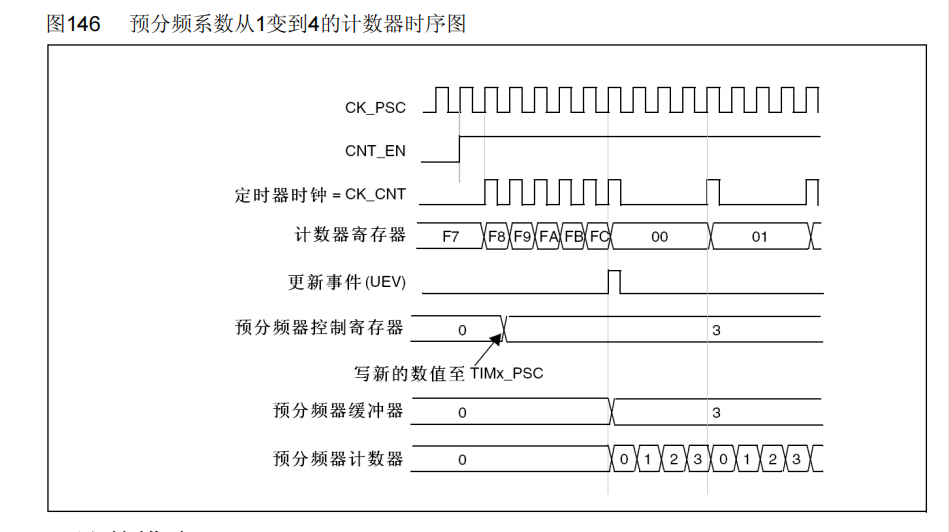 图146 预分频系数从1变到4的计数器时序图
CK_PSC
CNT_EN
定时器时钟 = CK_CNT
计数器寄存器 F7 F8 F9 FA FB FC 00 01
更新事件 (UEV)
预分频器控制寄存器 0 3
写新的数值至 TIMx_PSC
预分频器缓冲器 0 3
预分频器计数器 0 0 1 2 3 0 1 2 3